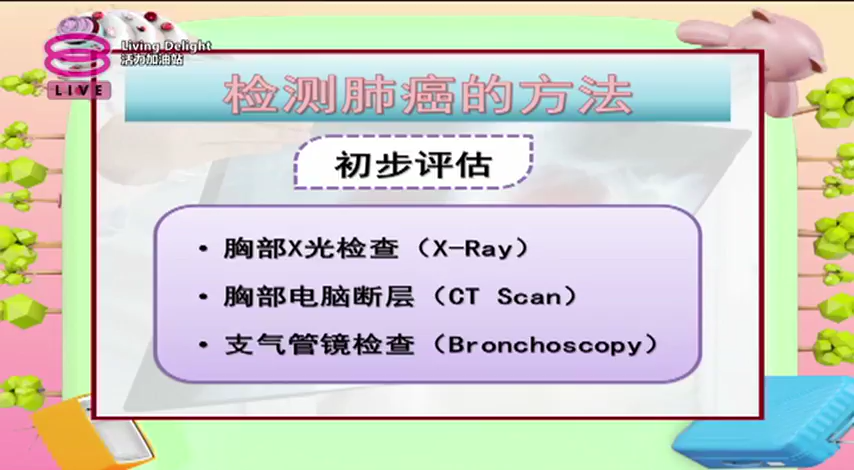 Living Delight
活力加油站
LIVE
检测肺癌的方法
初步评估
• 胸部X光检查（X-Ray）
• 胸部电脑断层（CT Scan）
• 支气管镜检查（Bronchoscopy）